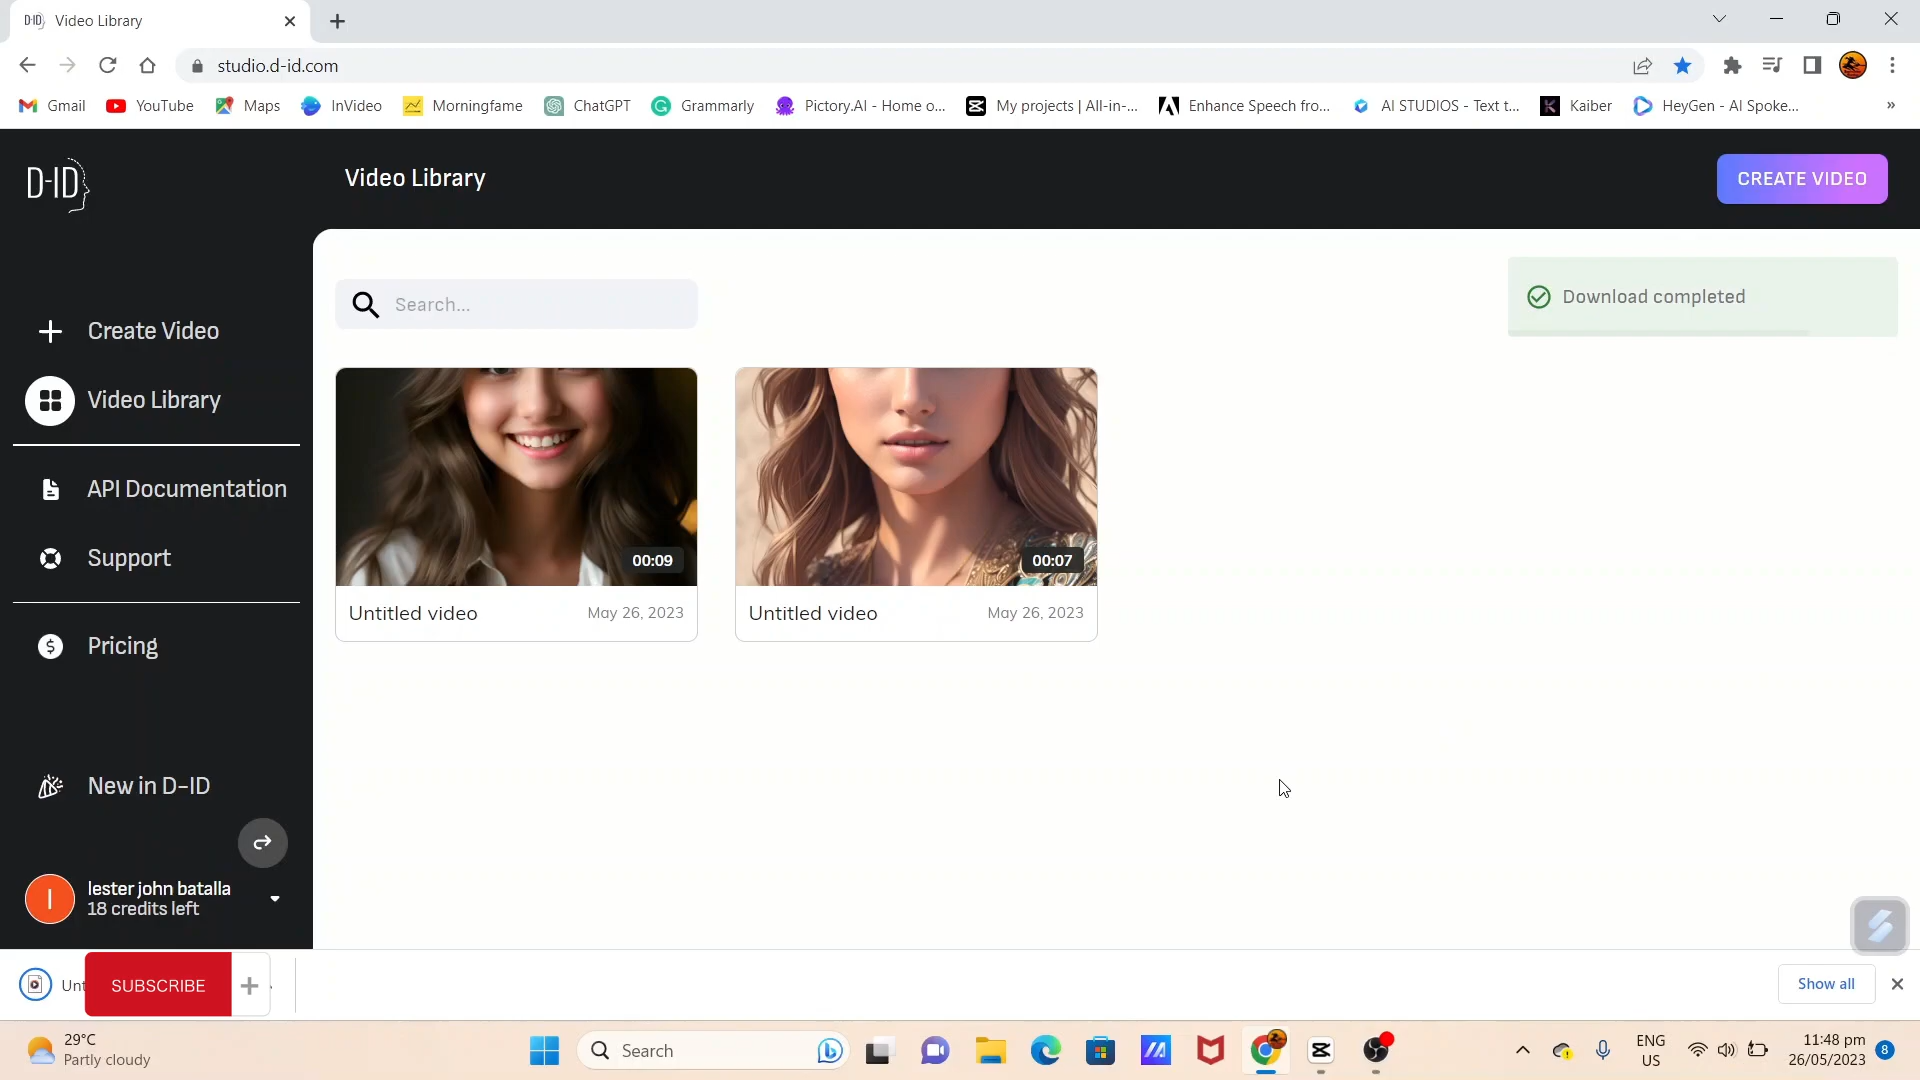 D-ID Video Library
studio.d-id.com
Gmail YouTube Maps InVideo Morningfame ChatGPT Grammarly Pictory.AI - Home o... My projects | All-in-... Enhance Speech fro... AI STUDIOS - Text t... Kaiber HeyGen - AI Spoke... »
D-ID
Video Library
CREATE VIDEO
Search...
Download completed
Create Video
Video Library
API Documentation
Support
Pricing
New in D-ID
lester john batalla
18 credits left
00:09
Untitled video May 26, 2023
00:07
Untitled video May 26, 2023
SUBSCRIBE
Show all
29°C
Partly cloudy
Search
ENG
US
11:48 pm
26/05/2023
8